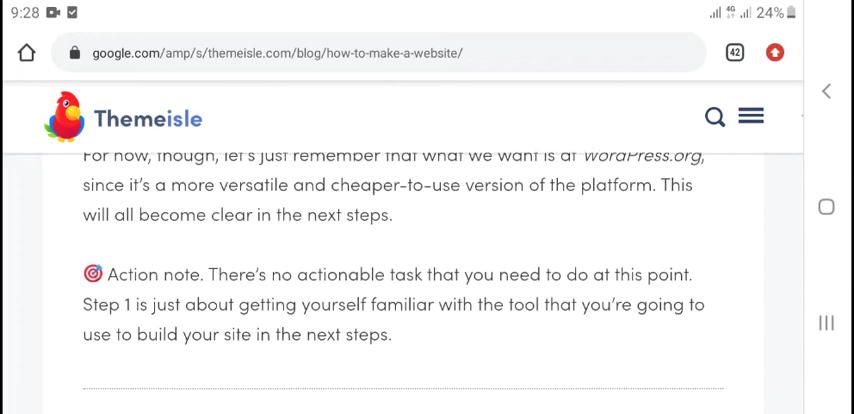 9:28
4G
24%
google.com/amp/s/themeisle.com/blog/how-to-make-a-website/
42
Themeisle
For now, though, let's just remember that what we want is at WordPress.org,
since it's a more versatile and cheaper-to-use version of the platform. This
will all become clear in the next steps.
Action note. There's no actionable task that you need to do at this point.
Step 1 is just about getting yourself familiar with the tool that you're going to
use to build your site in the next steps.